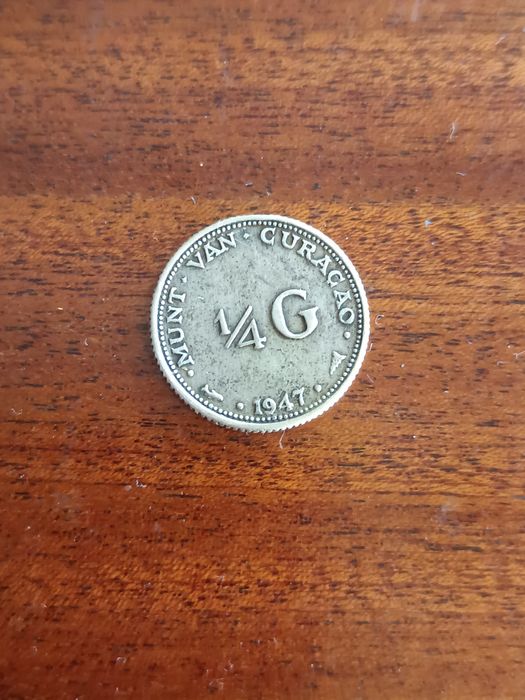 MUNT · VAN · CURAÇAO
1/4 G
1947